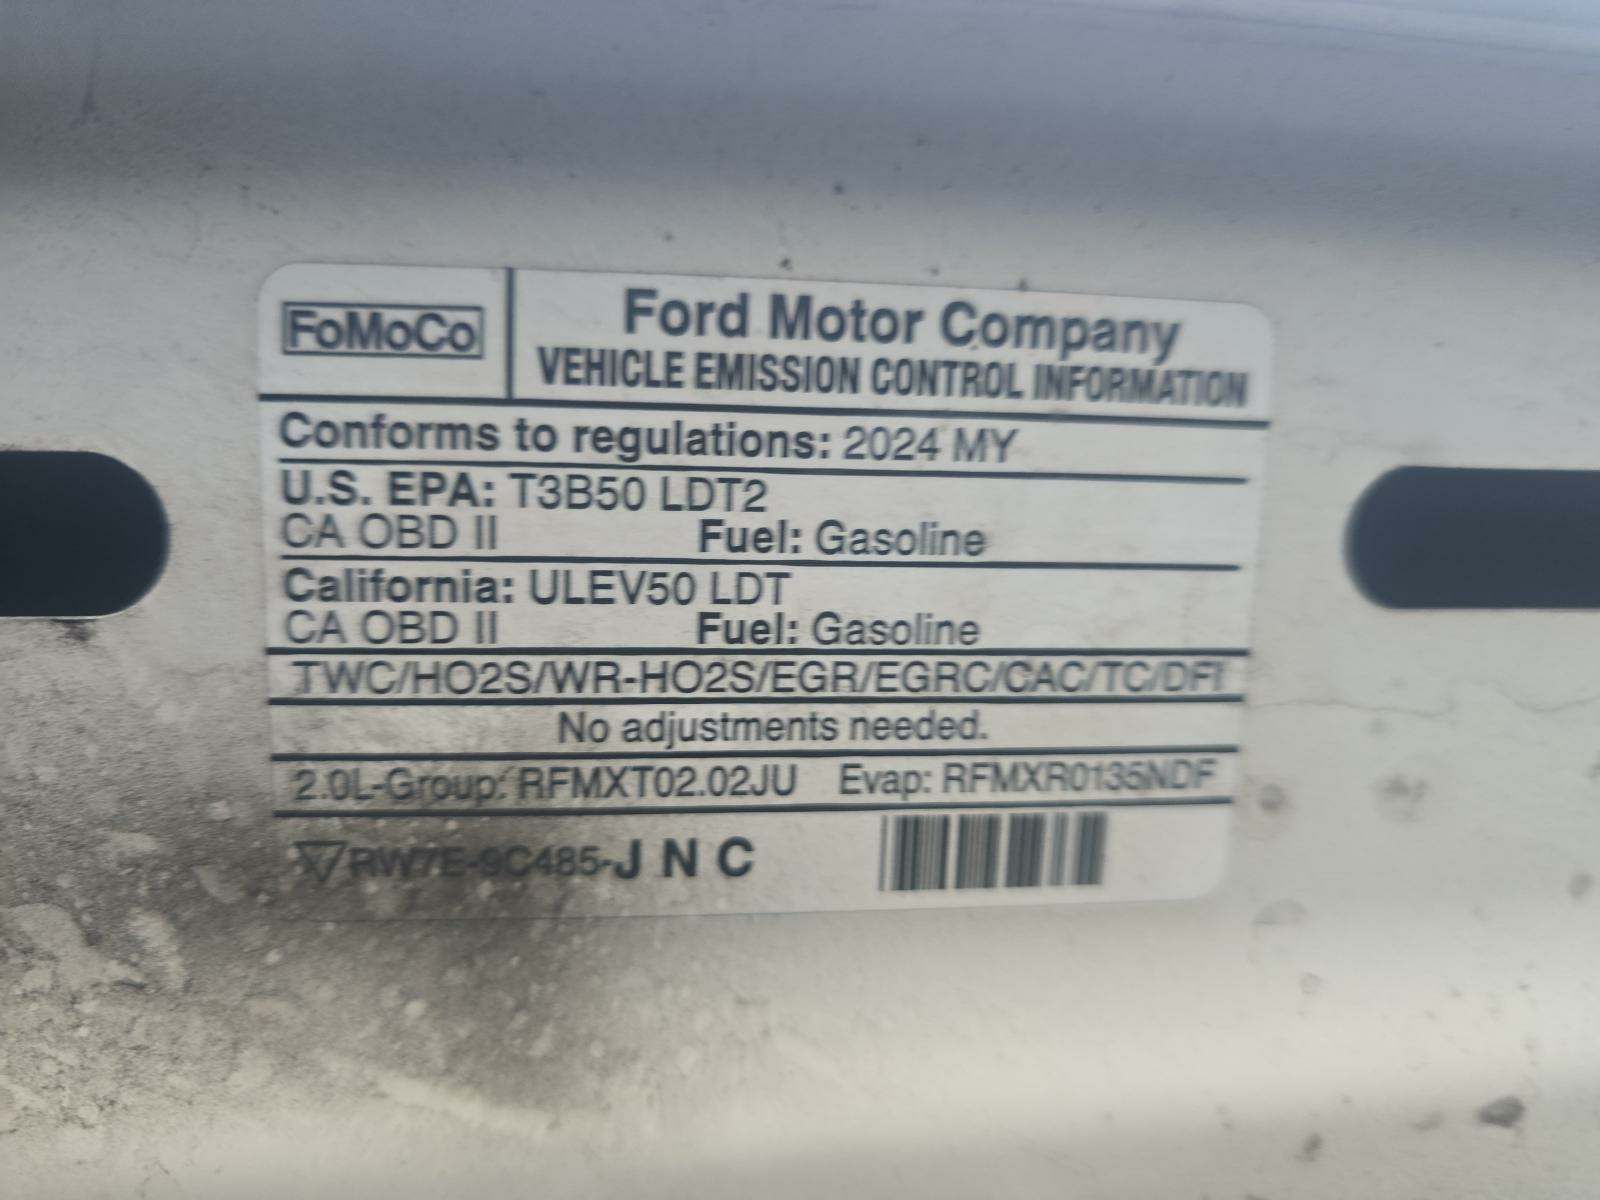 FoMoCo
Ford Motor Company
VEHICLE EMISSION CONTROL INFORMATION
Conforms to regulations: 2024 MY
U.S. EPA: T3B50 LDT2
CA OBD II Fuel: Gasoline
California: ULEV50 LDT
CA OBD II Fuel: Gasoline
TWC/HO2S/WR-HO2S/EGR/EGRC/CAC/TC/DFI
No adjustments needed.
2.0L-Group: RFMXT02.02JU Evap: RFMXR0135NDF
RW7E-9C485-J N C